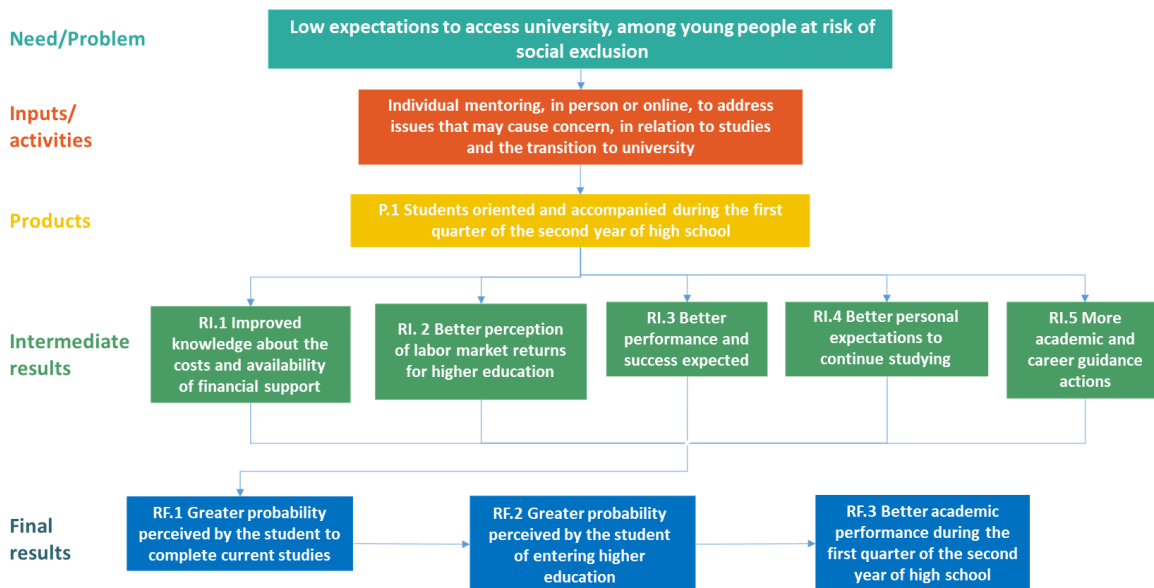 Need/Problem
Low expectations to access university, among young people at risk of
social exclusion
Inputs/
activities
Individual mentoring, in person or online, to address
issues that may cause concern, in relation to studies
and the transition to university
Products
P.1 Students oriented and accompanied during the first
quarter of the second year of high school
Intermediate
results
RI.1 Improved
knowledge about the
costs and availability
of financial support
RI. 2 Better perception
of labor market returns
for higher education
RI.3 Better
performance and
success expected
RI.4 Better personal
expectations to
continue studying
RI.5 More
academic and
career guidance
actions
Final
results
RF.1 Greater probability
perceived by the student to
complete current studies
RF.2 Greater probability
perceived by the student
of entering higher
education
RF.3 Better academic
performance during the
first quarter of the second
year of high school